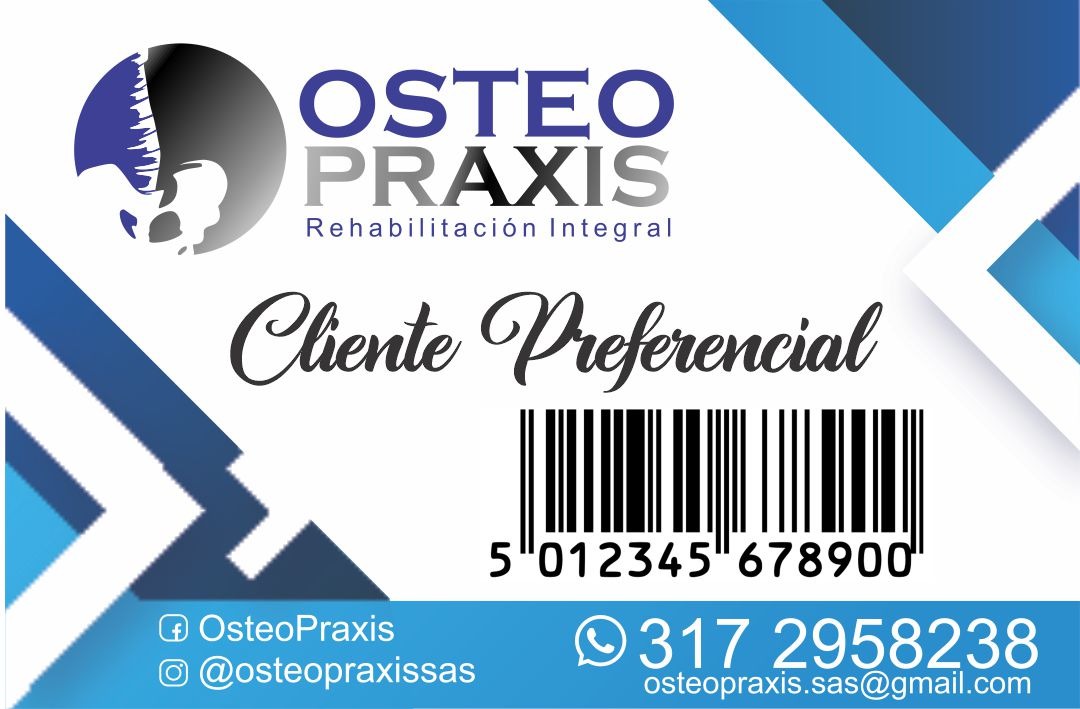 OSTEO
PRAXIS
Rehabilitación Integral
Cliente Preferencial
5 012345 678900
OsteoPraxis
@osteopraxissas
317 2958238
osteopraxis.sas@gmail.com